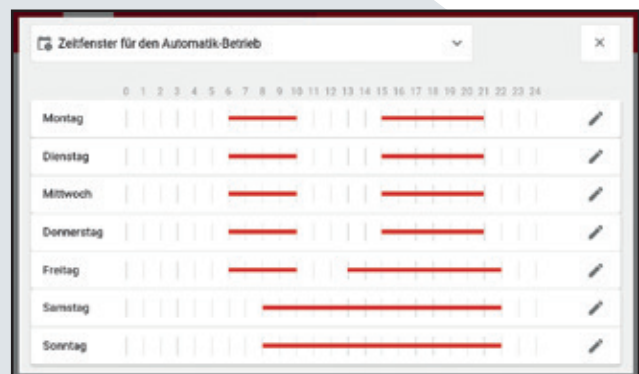 Zeitfenster für den Automatik-Betrieb
0 1 2 3 4 5 6 7 8 9 10 11 12 13 14 15 16 17 18 19 20 21 22 23 24
Montag
Dienstag
Mittwoch
Donnerstag
Freitag
Samstag
Sonntag